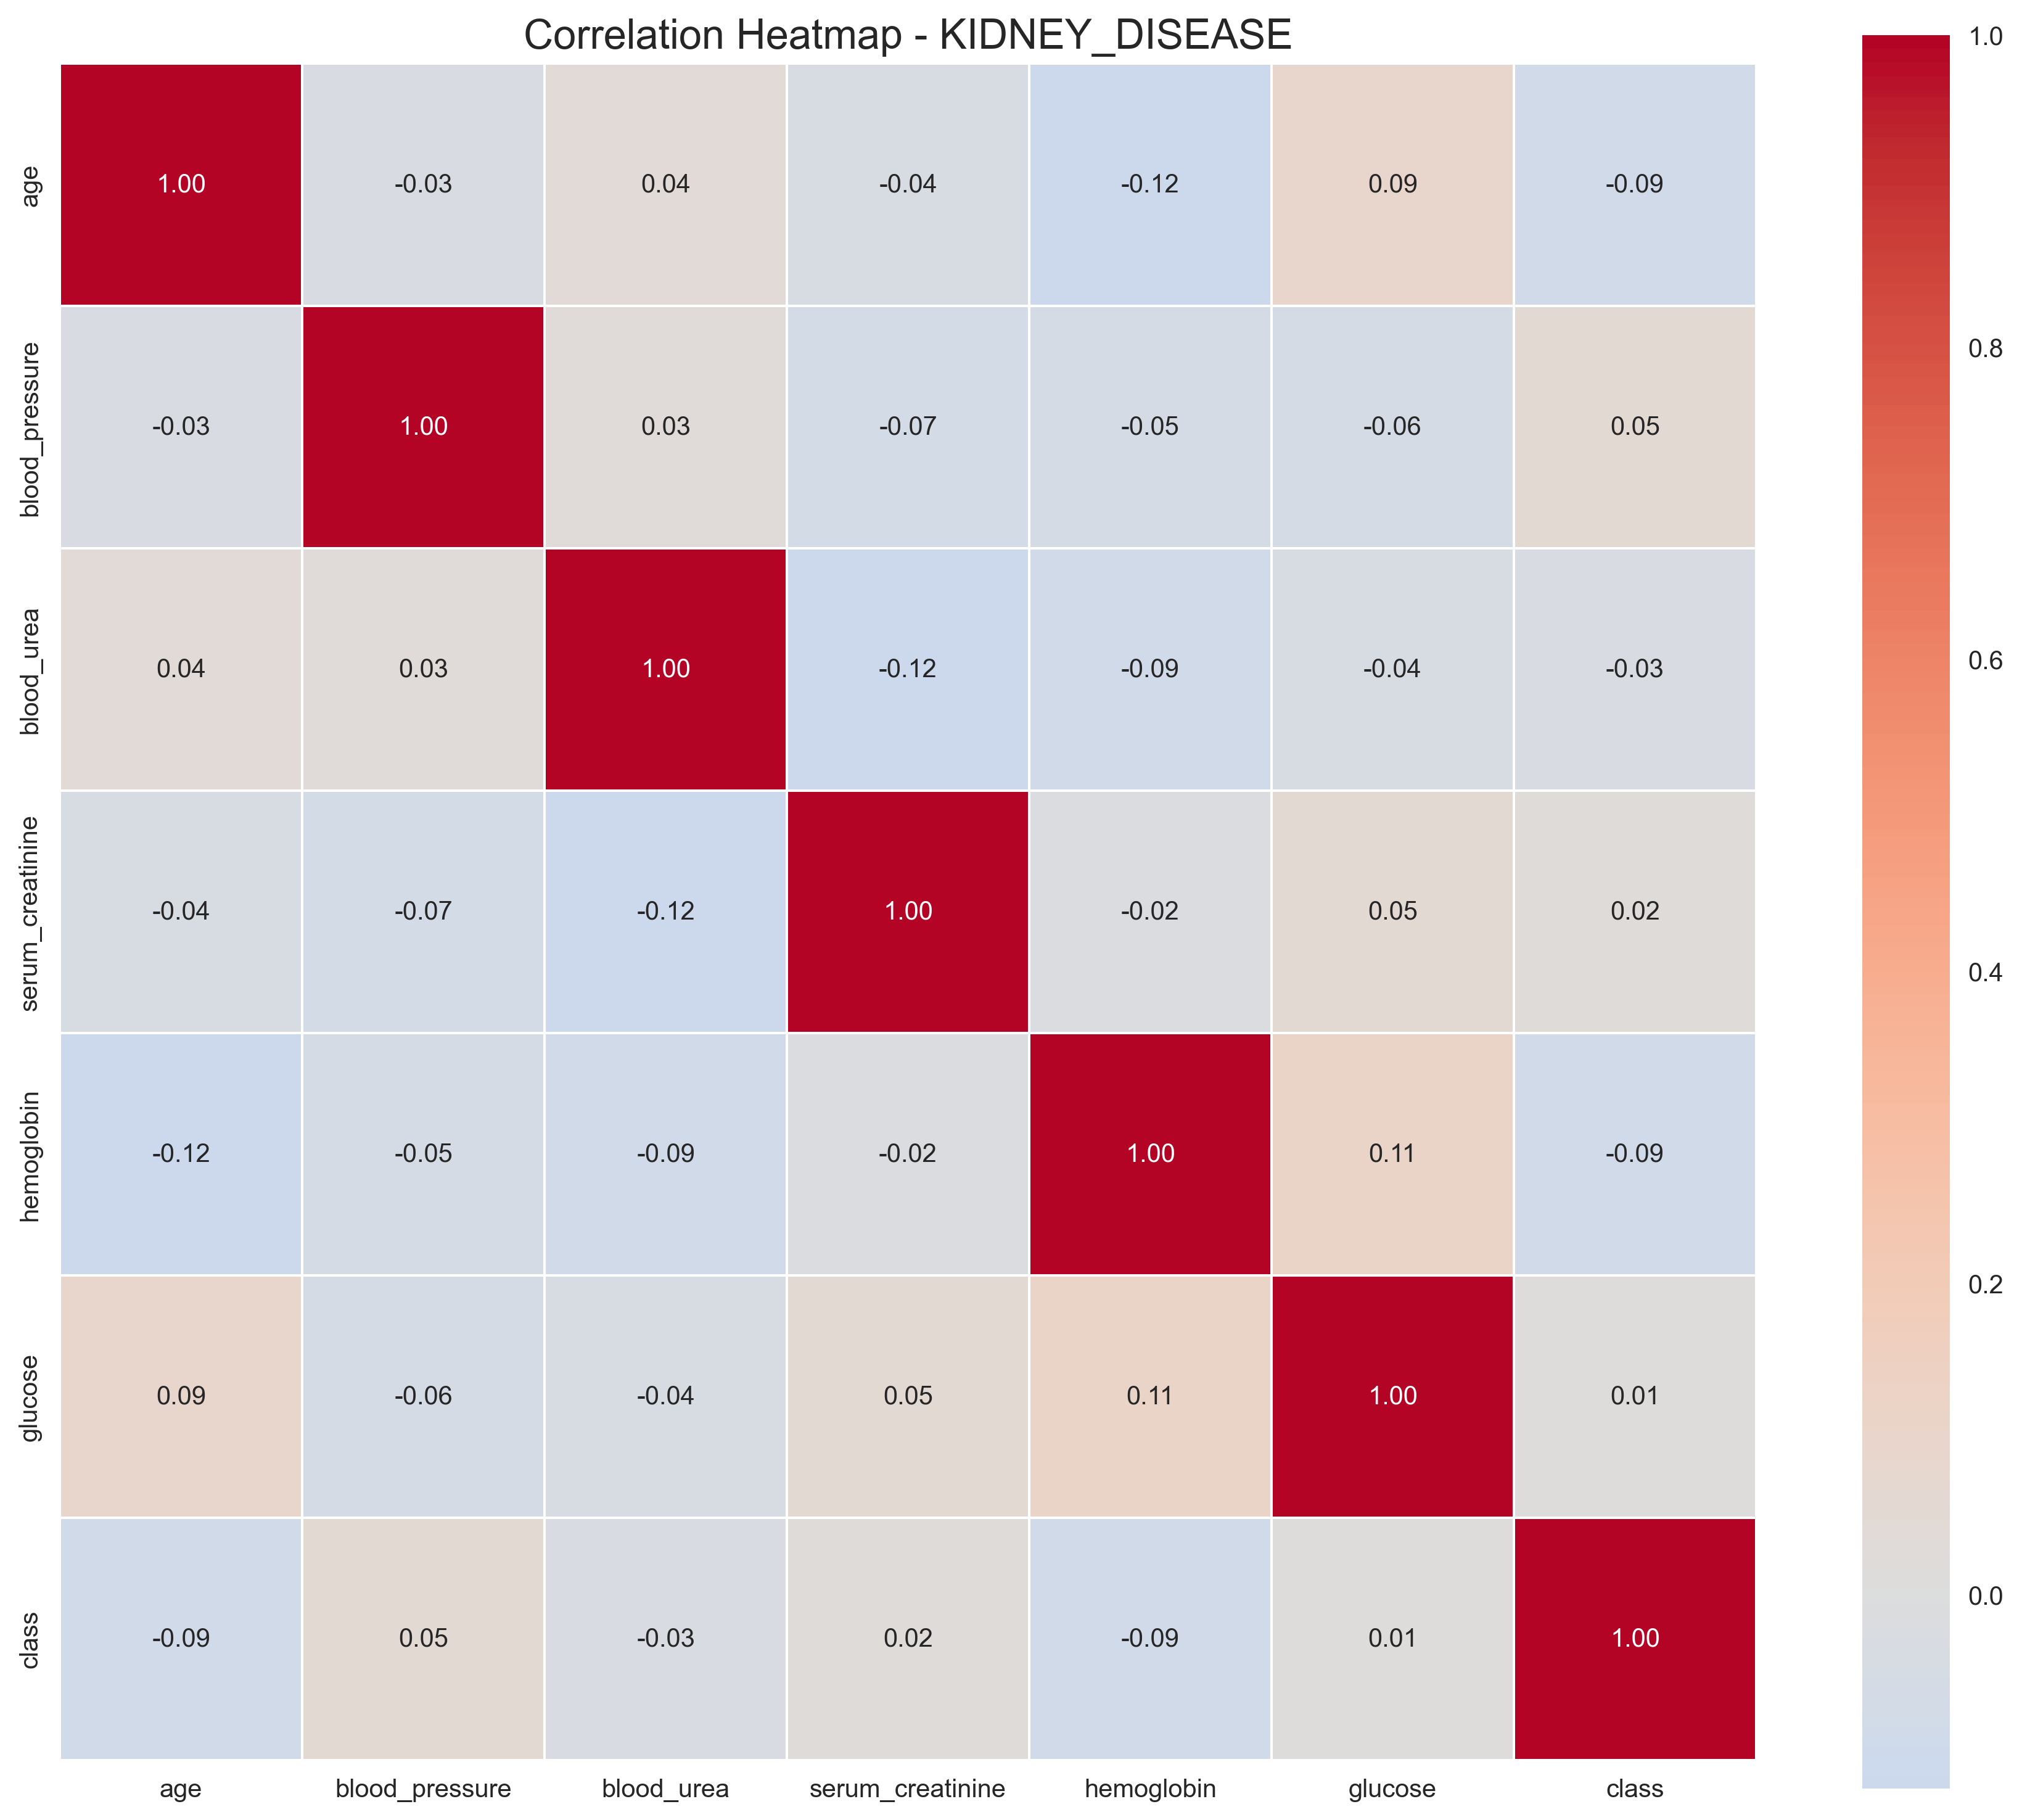 Correlation Heatmap - KIDNEY_DISEASE
age 1.00 -0.03 0.04 -0.04 -0.12 0.09 -0.09
blood_pressure -0.03 1.00 0.03 -0.07 -0.05 -0.06 0.05
blood_urea 0.04 0.03 1.00 -0.12 -0.09 -0.04 -0.03
serum_creatinine -0.04 -0.07 -0.12 1.00 -0.02 0.05 0.02
hemoglobin -0.12 -0.05 -0.09 -0.02 1.00 0.11 -0.09
glucose 0.09 -0.06 -0.04 0.05 0.11 1.00 0.01
class -0.09 0.05 -0.03 0.02 -0.09 0.01 1.00
age blood_pressure blood_urea serum_creatinine hemoglobin glucose class
1.0
0.8
0.6
0.4
0.2
0.0